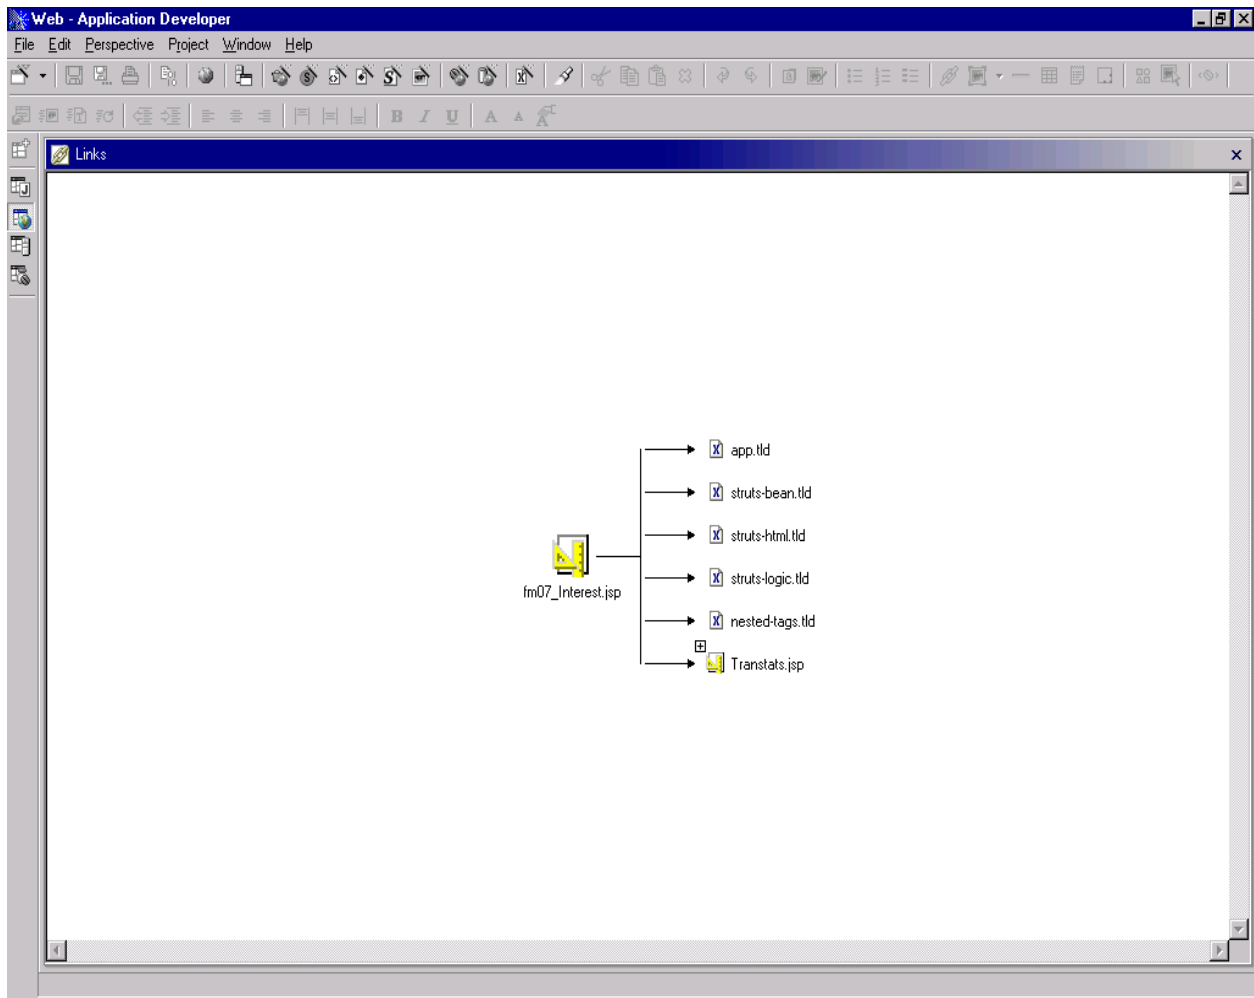 Web - Application Developer
File Edit Perspective Project Window Help
B I U A A A
Links
app.tld
struts-bean.tld
struts-html.tld
fm07_Interest.jsp
struts-logic.tld
nested-tags.tld
Transtats.jsp